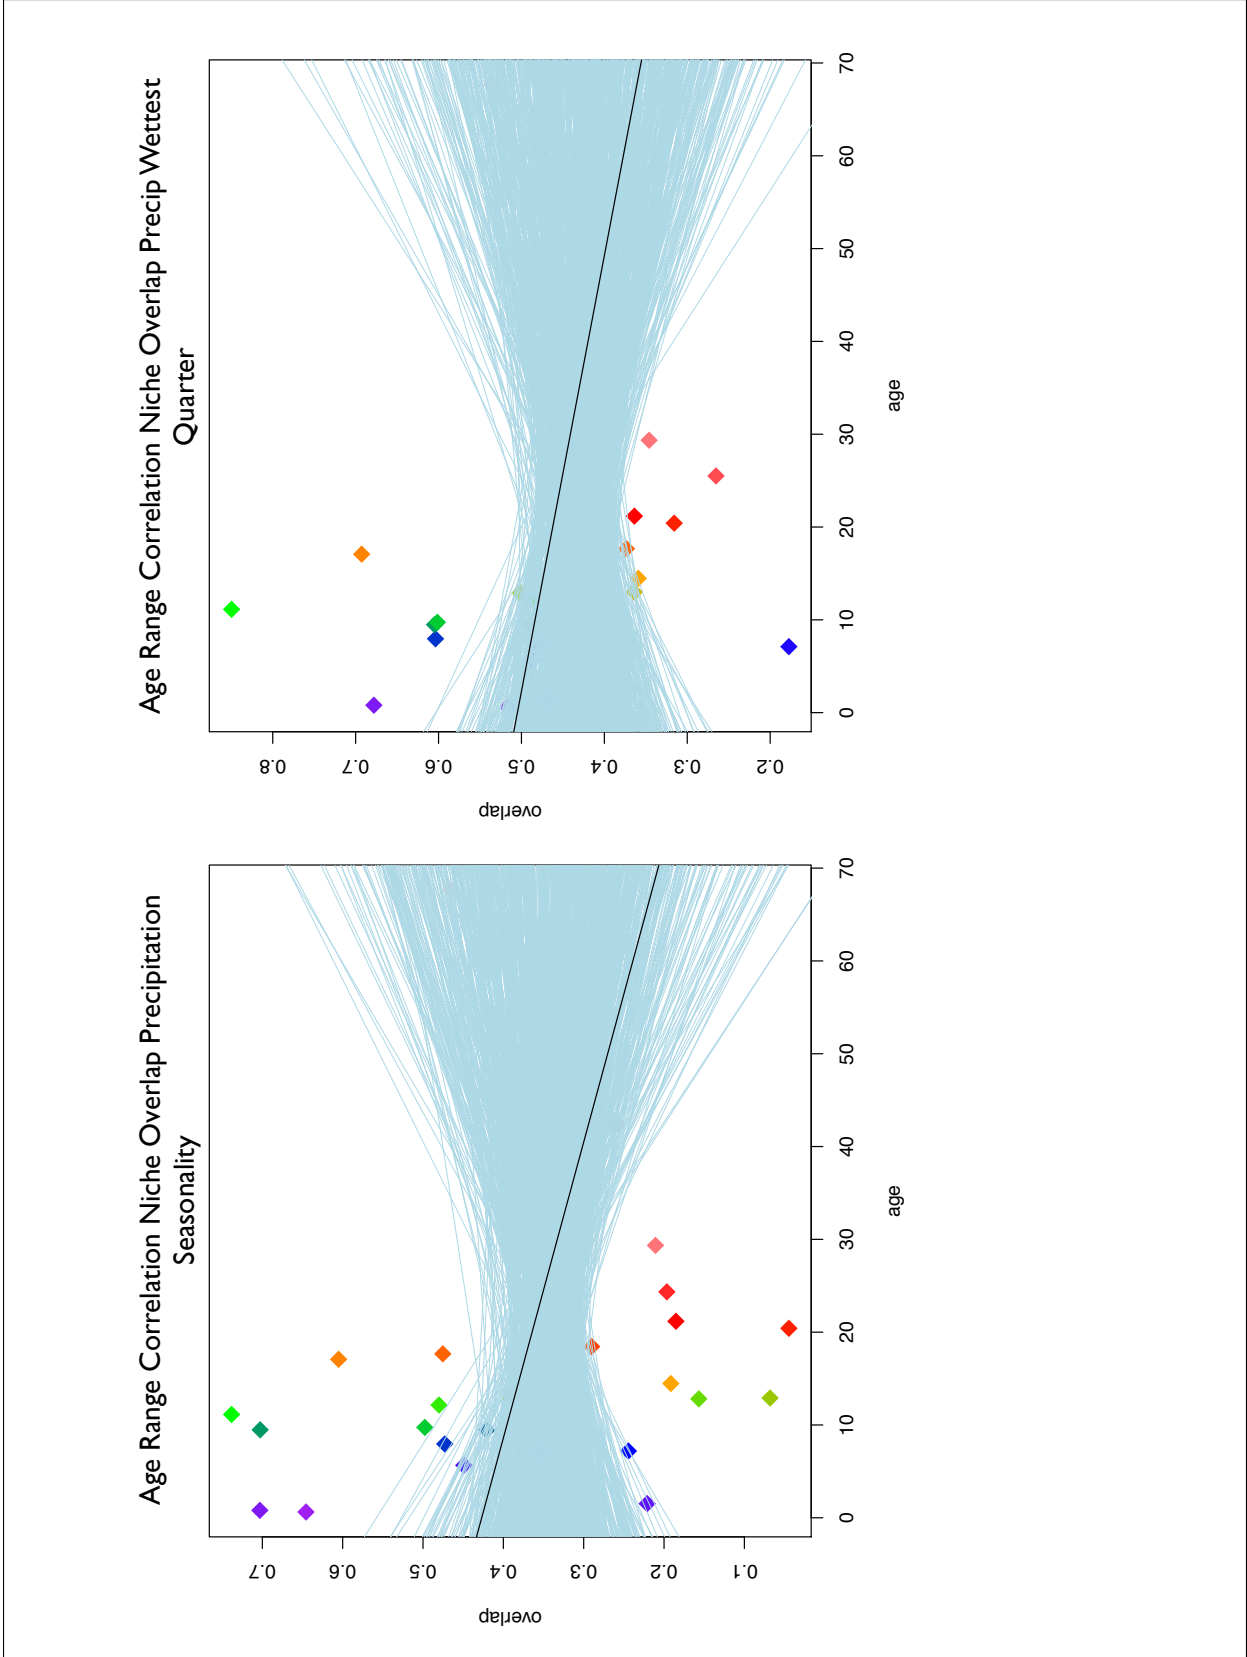 Age Range Correlation Niche Overlap Precipitation
Seasonality
overlap
0.1 0.2 0.3 0.4 0.5 0.6 0.7
0 10 20 30 40 50 60 70
age
Age Range Correlation Niche Overlap Precip Wettest
Quarter
overlap
0.2 0.3 0.4 0.5 0.6 0.7 0.8
0 10 20 30 40 50 60 70
age